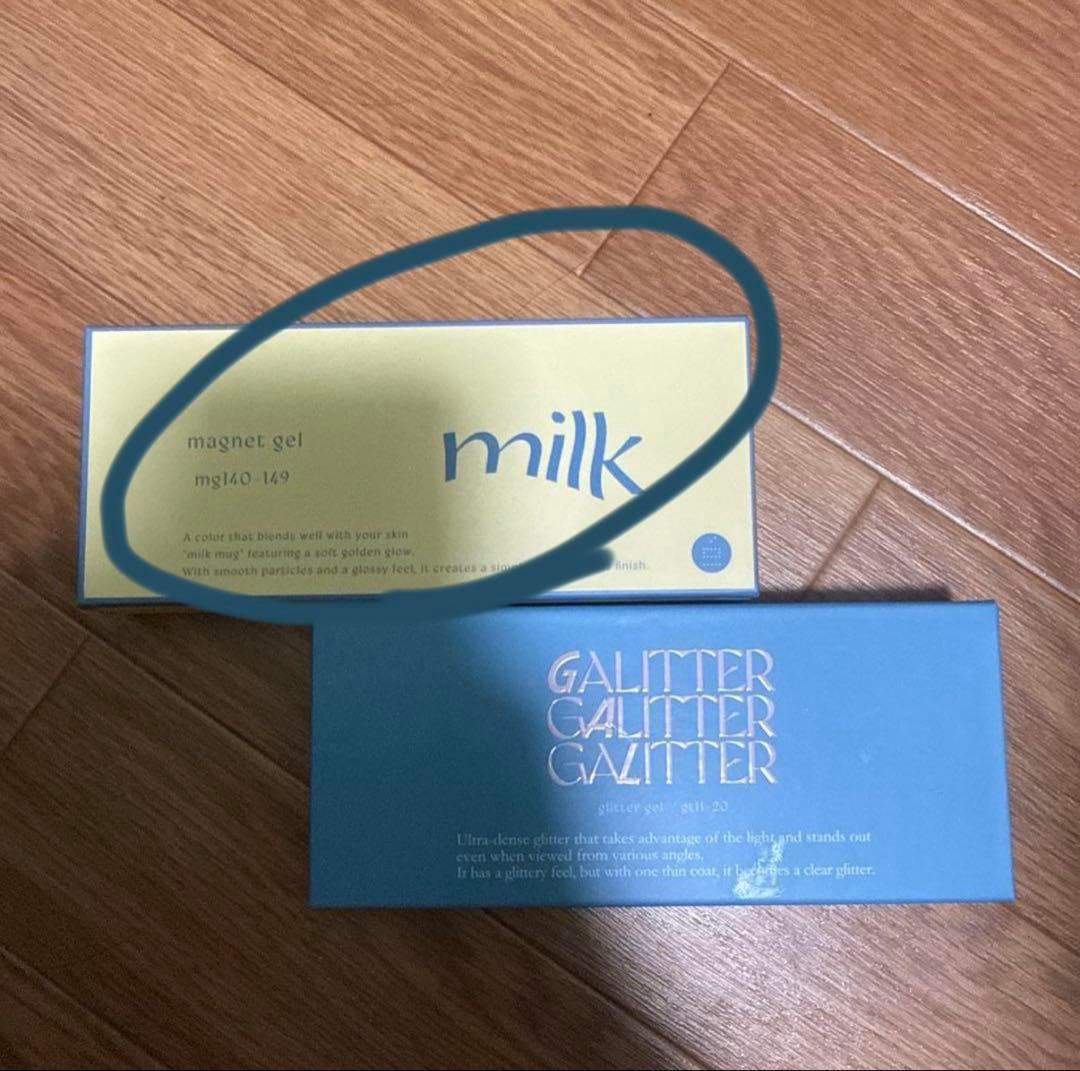 magnet gel
mg140-149
milk
A color that blends well with your skin
"milk mug" featuring a soft golden glow.
With smooth particles and a glossy feel, it creates a finish.
GALITTER
GALITTER
GALITTER
glitter gel / gt11-20
Ultra-dense glitter that takes advantage of the light and stands out
even when viewed from various angles.
It has a glittery feel, but with one thin coat, it becomes a clear glitter.